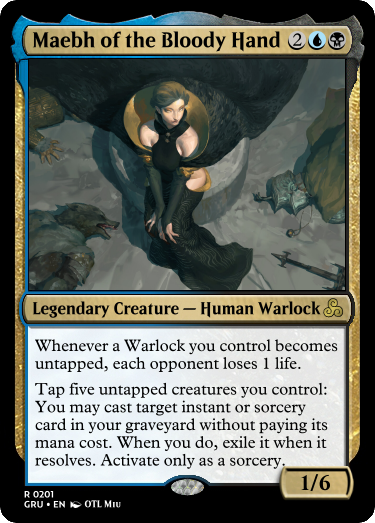 Maebh of the Bloody Hand 2
Legendary Creature — Human Warlock
Whenever a Warlock you control becomes
untapped, each opponent loses 1 life.
Tap five untapped creatures you control:
You may cast target instant or sorcery
card in your graveyard without paying its
mana cost. When you do, exile it when it
resolves. Activate only as a sorcery.
1/6
R 0201
GRU • EN OTL Miu